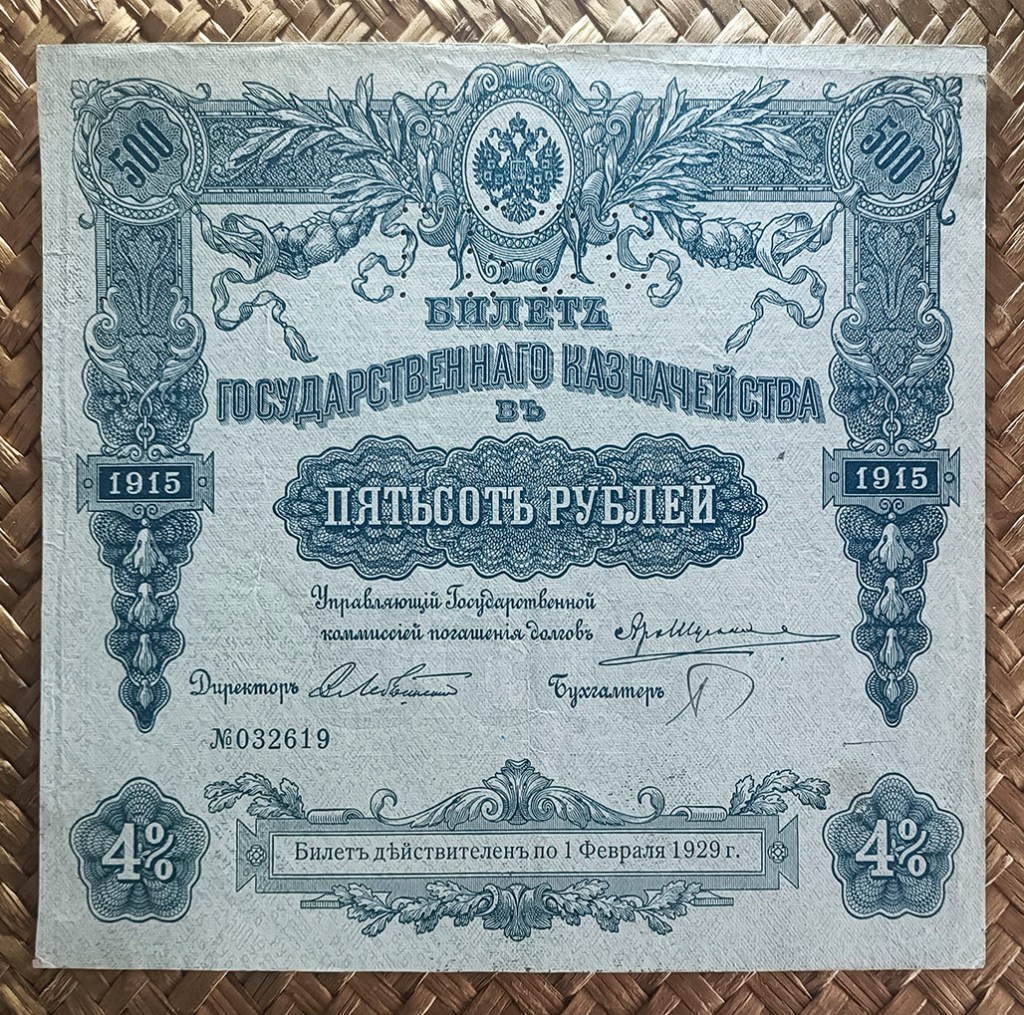 500 500
БИЛЕТЪ
ГОСУДАРСТВЕННАГО КАЗНАЧЕЙСТВА
ВЪ
1915 1915
ПЯТЬСОТЪ РУБЛЕЙ
Управляющій Государственной
коммиссіей погашенія долговъ
Директоръ Бухгалтеръ
№032619
4% 4%
Билетъ дѣйствителенъ по 1 Февраля 1929 г.